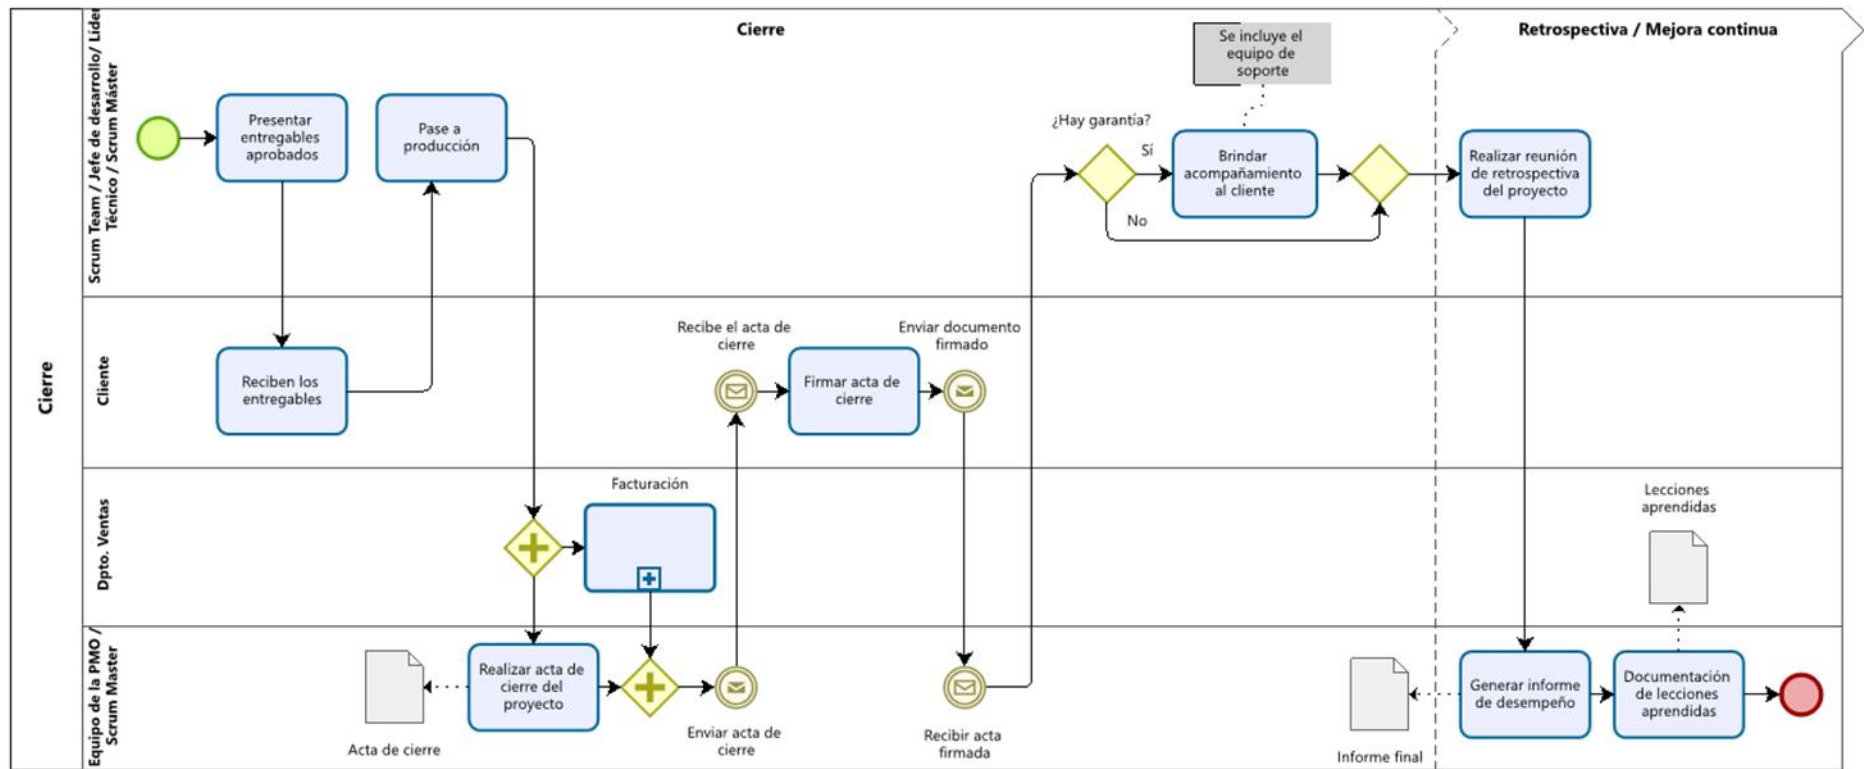 Cierre
Cierre
Retrospectiva / Mejora continua
Scrum Team / Jefe de desarrollo/ Líder
Técnico / Scrum Máster
Presentar
entregables
aprobados
Pase a
producción
¿Hay garantía?
Sí
No
Se incluye el
equipo de
soporte
Brindar
acompañamiento
al cliente
Realizar reunión
de retrospectiva
del proyecto
Cliente
Reciben los
entregables
Recibe el acta de
cierre
Firmar acta de
cierre
Enviar documento
firmado
Dpto. Ventas
Facturación
Lecciones
aprendidas
Equipo de la PMO /
Scrum Master
Acta de cierre
Realizar acta de
cierre del
proyecto
Enviar acta de
cierre
Recibir acta
firmada
Informe final
Generar informe
de desempeño
Documentación
de lecciones
aprendidas